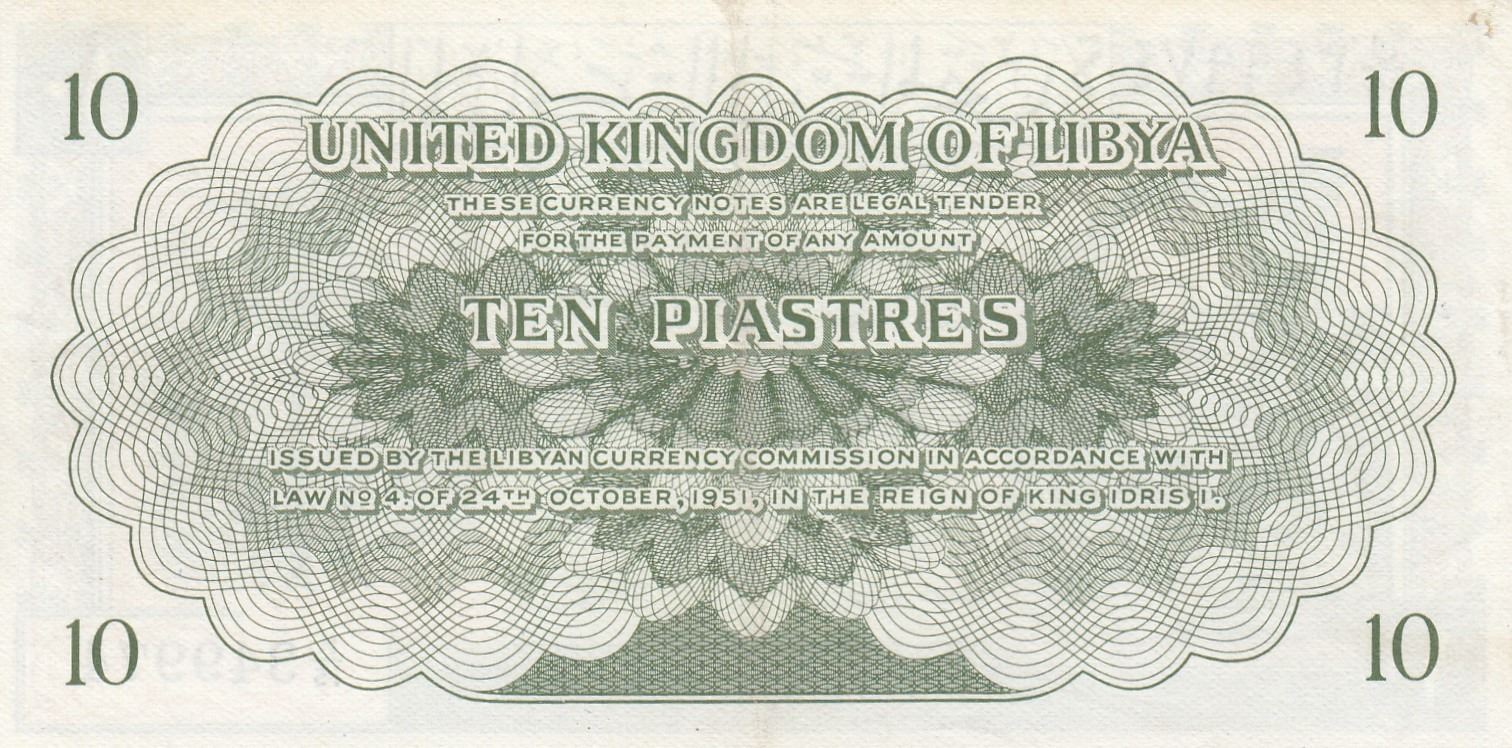 10 10
UNITED KINGDOM OF LIBYA
THESE CURRENCY NOTES ARE LEGAL TENDER
FOR THE PAYMENT OF ANY AMOUNT
TEN PIASTRES
ISSUED BY THE LIBYAN CURRENCY COMMISSION IN ACCORDANCE WITH
LAW Nº 4. OF 24TH OCTOBER, 1951, IN THE REIGN OF KING IDRIS I.
10 10